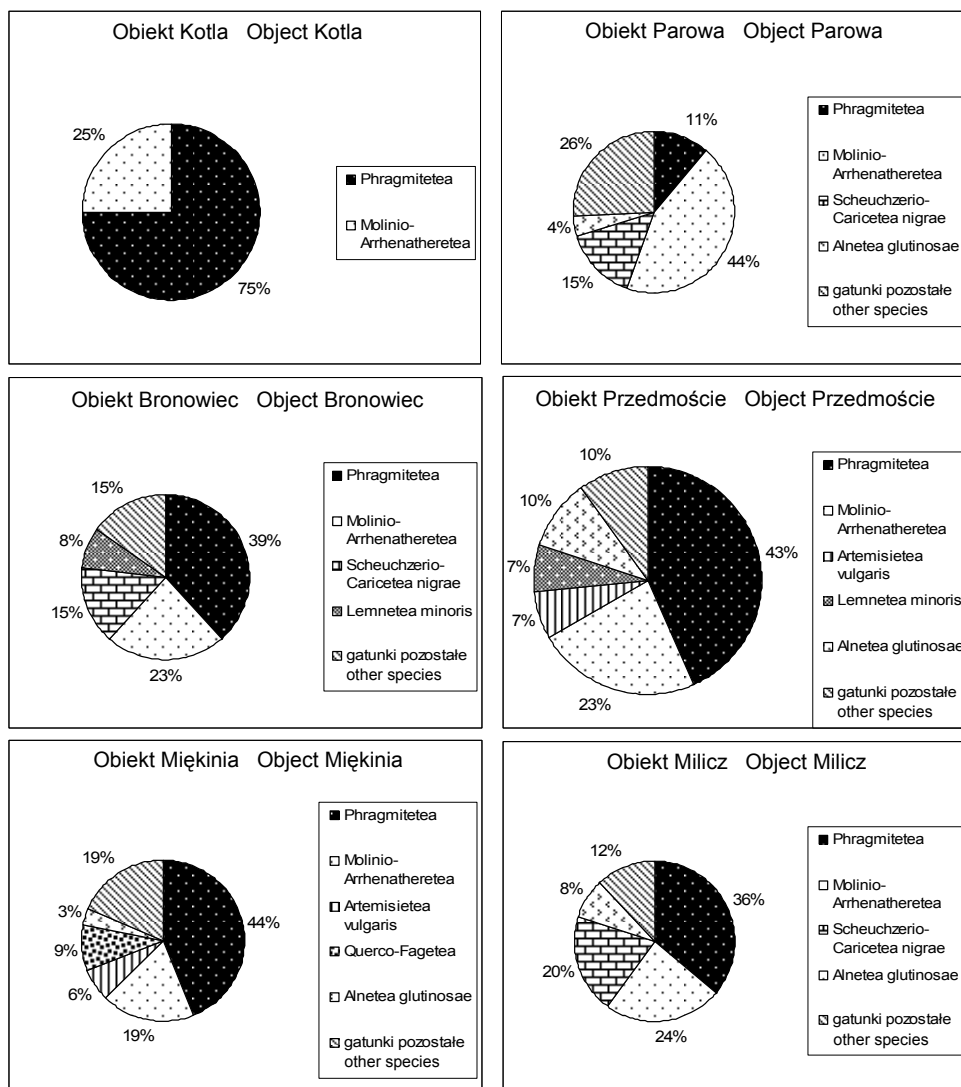 Obiekt Kotla Object Kotla
25%
75%
Phragmitetea
Molinio-
Arrhenatheretea
Obiekt Parowa Object Parowa
11%
26%
4%
15%
44%
Phragmitetea
Molinio-
Arrhenatheretea
Scheuchzerio-
Caricetea nigrae
Alnetea glutinosae
gatunki pozostałe
other species
Obiekt Bronowiec Object Bronowiec
15%
8%
39%
15%
23%
Phragmitetea
Molinio-
Arrhenatheretea
Scheuchzerio-
Caricetea nigrae
Lemnetea minoris
gatunki pozostałe
other species
Obiekt Przedmoście Object Przedmoście
10%
10%
43%
7%
7%
23%
Phragmitetea
Molinio-
Arrhenatheretea
Artemisietea
vulgaris
Lemnetea minoris
Alnetea glutinosae
gatunki pozostałe
other species
Obiekt Miękinia Object Miękinia
19%
3%
44%
9%
6%
19%
Phragmitetea
Molinio-
Arrhenatheretea
Artemisietea
vulgaris
Querco-Fagetea
Alnetea glutinosae
gatunki pozostałe
other species
Obiekt Milicz Object Milicz
12%
8%
36%
20%
24%
Phragmitetea
Molinio-
Arrhenatheretea
Scheuchzerio-
Caricetea nigrae
Alnetea glutinosae
gatunki pozostałe
other species